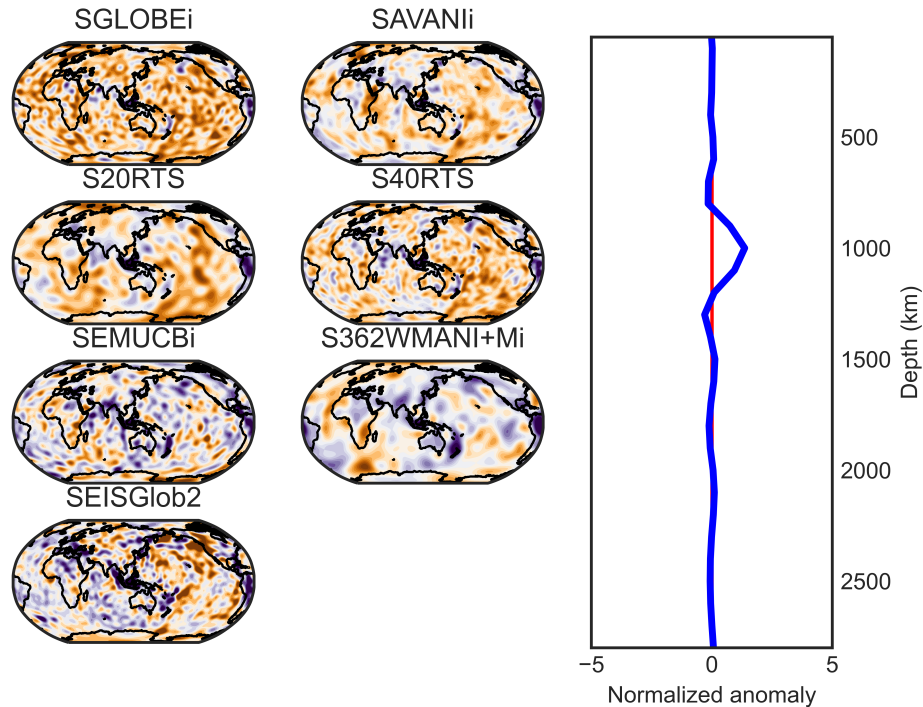 SGLOBEi
SAVANIi
S20RTS
S40RTS
SEMUCBi
S362WMANI+Mi
SEISGlob2
500
1000
1500
2000
2500
Depth (km)
−5
0
5
Normalized anomaly